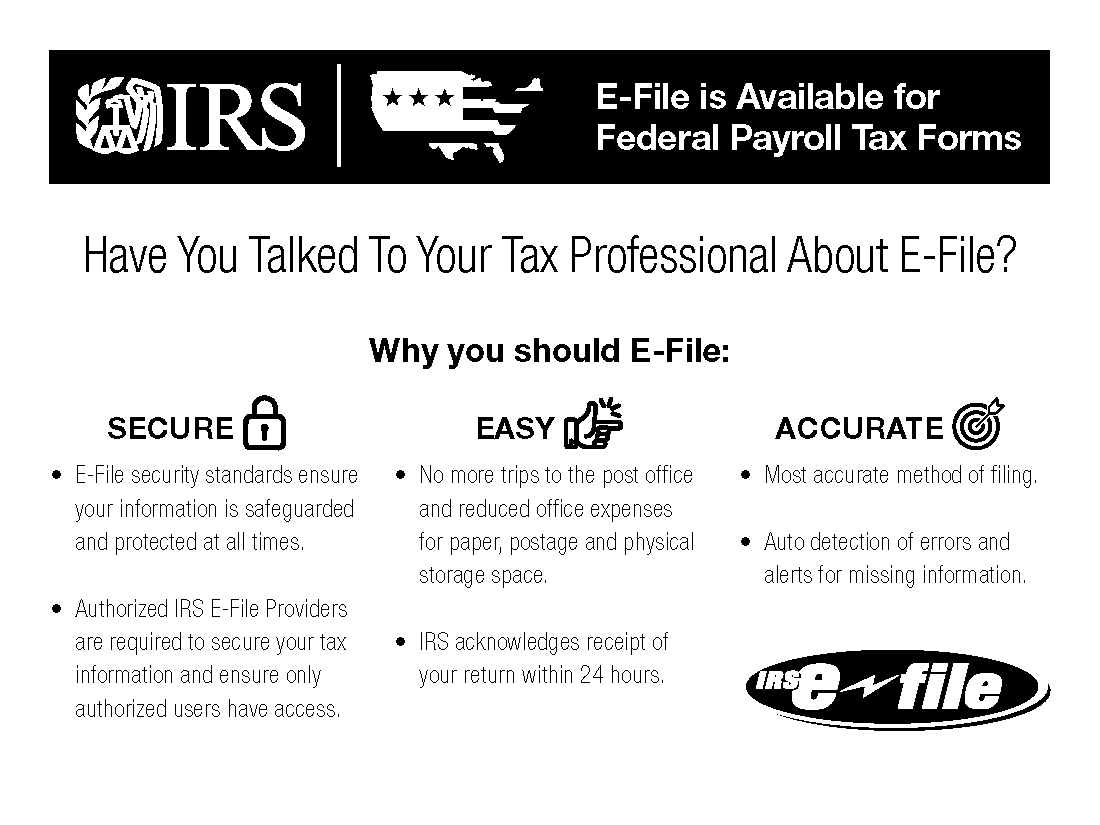 IRS
E-File is Available for
Federal Payroll Tax Forms
Have You Talked To Your Tax Professional About E-File?
Why you should E-File:
SECURE
• E-File security standards ensure
your information is safeguarded
and protected at all times.
• Authorized IRS E-File Providers
are required to secure your tax
information and ensure only
authorized users have access.
EASY
• No more trips to the post office
and reduced office expenses
for paper, postage and physical
storage space.
• IRS acknowledges receipt of
your return within 24 hours.
ACCURATE
• Most accurate method of filing.
• Auto detection of errors and
alerts for missing information.
IRS e file